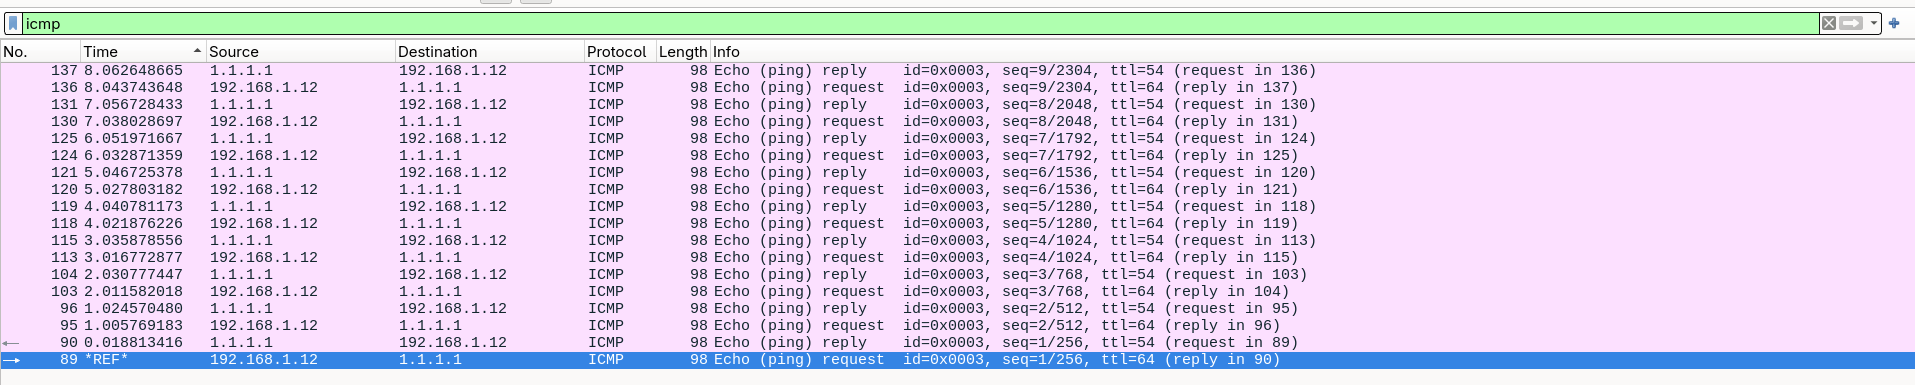 icmp
No. Time Source Destination Protocol Length Info
137 8.062648665 1.1.1.1 192.168.1.12 ICMP 98 Echo (ping) reply id=0x0003, seq=9/2304, ttl=54 (request in 136)
136 8.043743648 192.168.1.12 1.1.1.1 ICMP 98 Echo (ping) request id=0x0003, seq=9/2304, ttl=64 (reply in 137)
131 7.056728433 1.1.1.1 192.168.1.12 ICMP 98 Echo (ping) reply id=0x0003, seq=8/2048, ttl=54 (request in 130)
130 7.038028697 192.168.1.12 1.1.1.1 ICMP 98 Echo (ping) request id=0x0003, seq=8/2048, ttl=64 (reply in 131)
125 6.051971667 1.1.1.1 192.168.1.12 ICMP 98 Echo (ping) reply id=0x0003, seq=7/1792, ttl=54 (request in 124)
124 6.032871359 192.168.1.12 1.1.1.1 ICMP 98 Echo (ping) request id=0x0003, seq=7/1792, ttl=64 (reply in 125)
121 5.046725378 1.1.1.1 192.168.1.12 ICMP 98 Echo (ping) reply id=0x0003, seq=6/1536, ttl=54 (request in 120)
120 5.027803182 192.168.1.12 1.1.1.1 ICMP 98 Echo (ping) request id=0x0003, seq=6/1536, ttl=64 (reply in 121)
119 4.040781173 1.1.1.1 192.168.1.12 ICMP 98 Echo (ping) reply id=0x0003, seq=5/1280, ttl=54 (request in 118)
118 4.021876226 192.168.1.12 1.1.1.1 ICMP 98 Echo (ping) request id=0x0003, seq=5/1280, ttl=64 (reply in 119)
115 3.035878556 1.1.1.1 192.168.1.12 ICMP 98 Echo (ping) reply id=0x0003, seq=4/1024, ttl=54 (request in 113)
113 3.016772877 192.168.1.12 1.1.1.1 ICMP 98 Echo (ping) request id=0x0003, seq=4/1024, ttl=64 (reply in 115)
104 2.030777447 1.1.1.1 192.168.1.12 ICMP 98 Echo (ping) reply id=0x0003, seq=3/768, ttl=54 (request in 103)
103 2.011582018 192.168.1.12 1.1.1.1 ICMP 98 Echo (ping) request id=0x0003, seq=3/768, ttl=64 (reply in 104)
96 1.024570480 1.1.1.1 192.168.1.12 ICMP 98 Echo (ping) reply id=0x0003, seq=2/512, ttl=54 (request in 95)
95 1.005769183 192.168.1.12 1.1.1.1 ICMP 98 Echo (ping) request id=0x0003, seq=2/512, ttl=64 (reply in 96)
90 0.018813416 1.1.1.1 192.168.1.12 ICMP 98 Echo (ping) reply id=0x0003, seq=1/256, ttl=54 (request in 89)
89 *REF* 192.168.1.12 1.1.1.1 ICMP 98 Echo (ping) request id=0x0003, seq=1/256, ttl=64 (reply in 90)